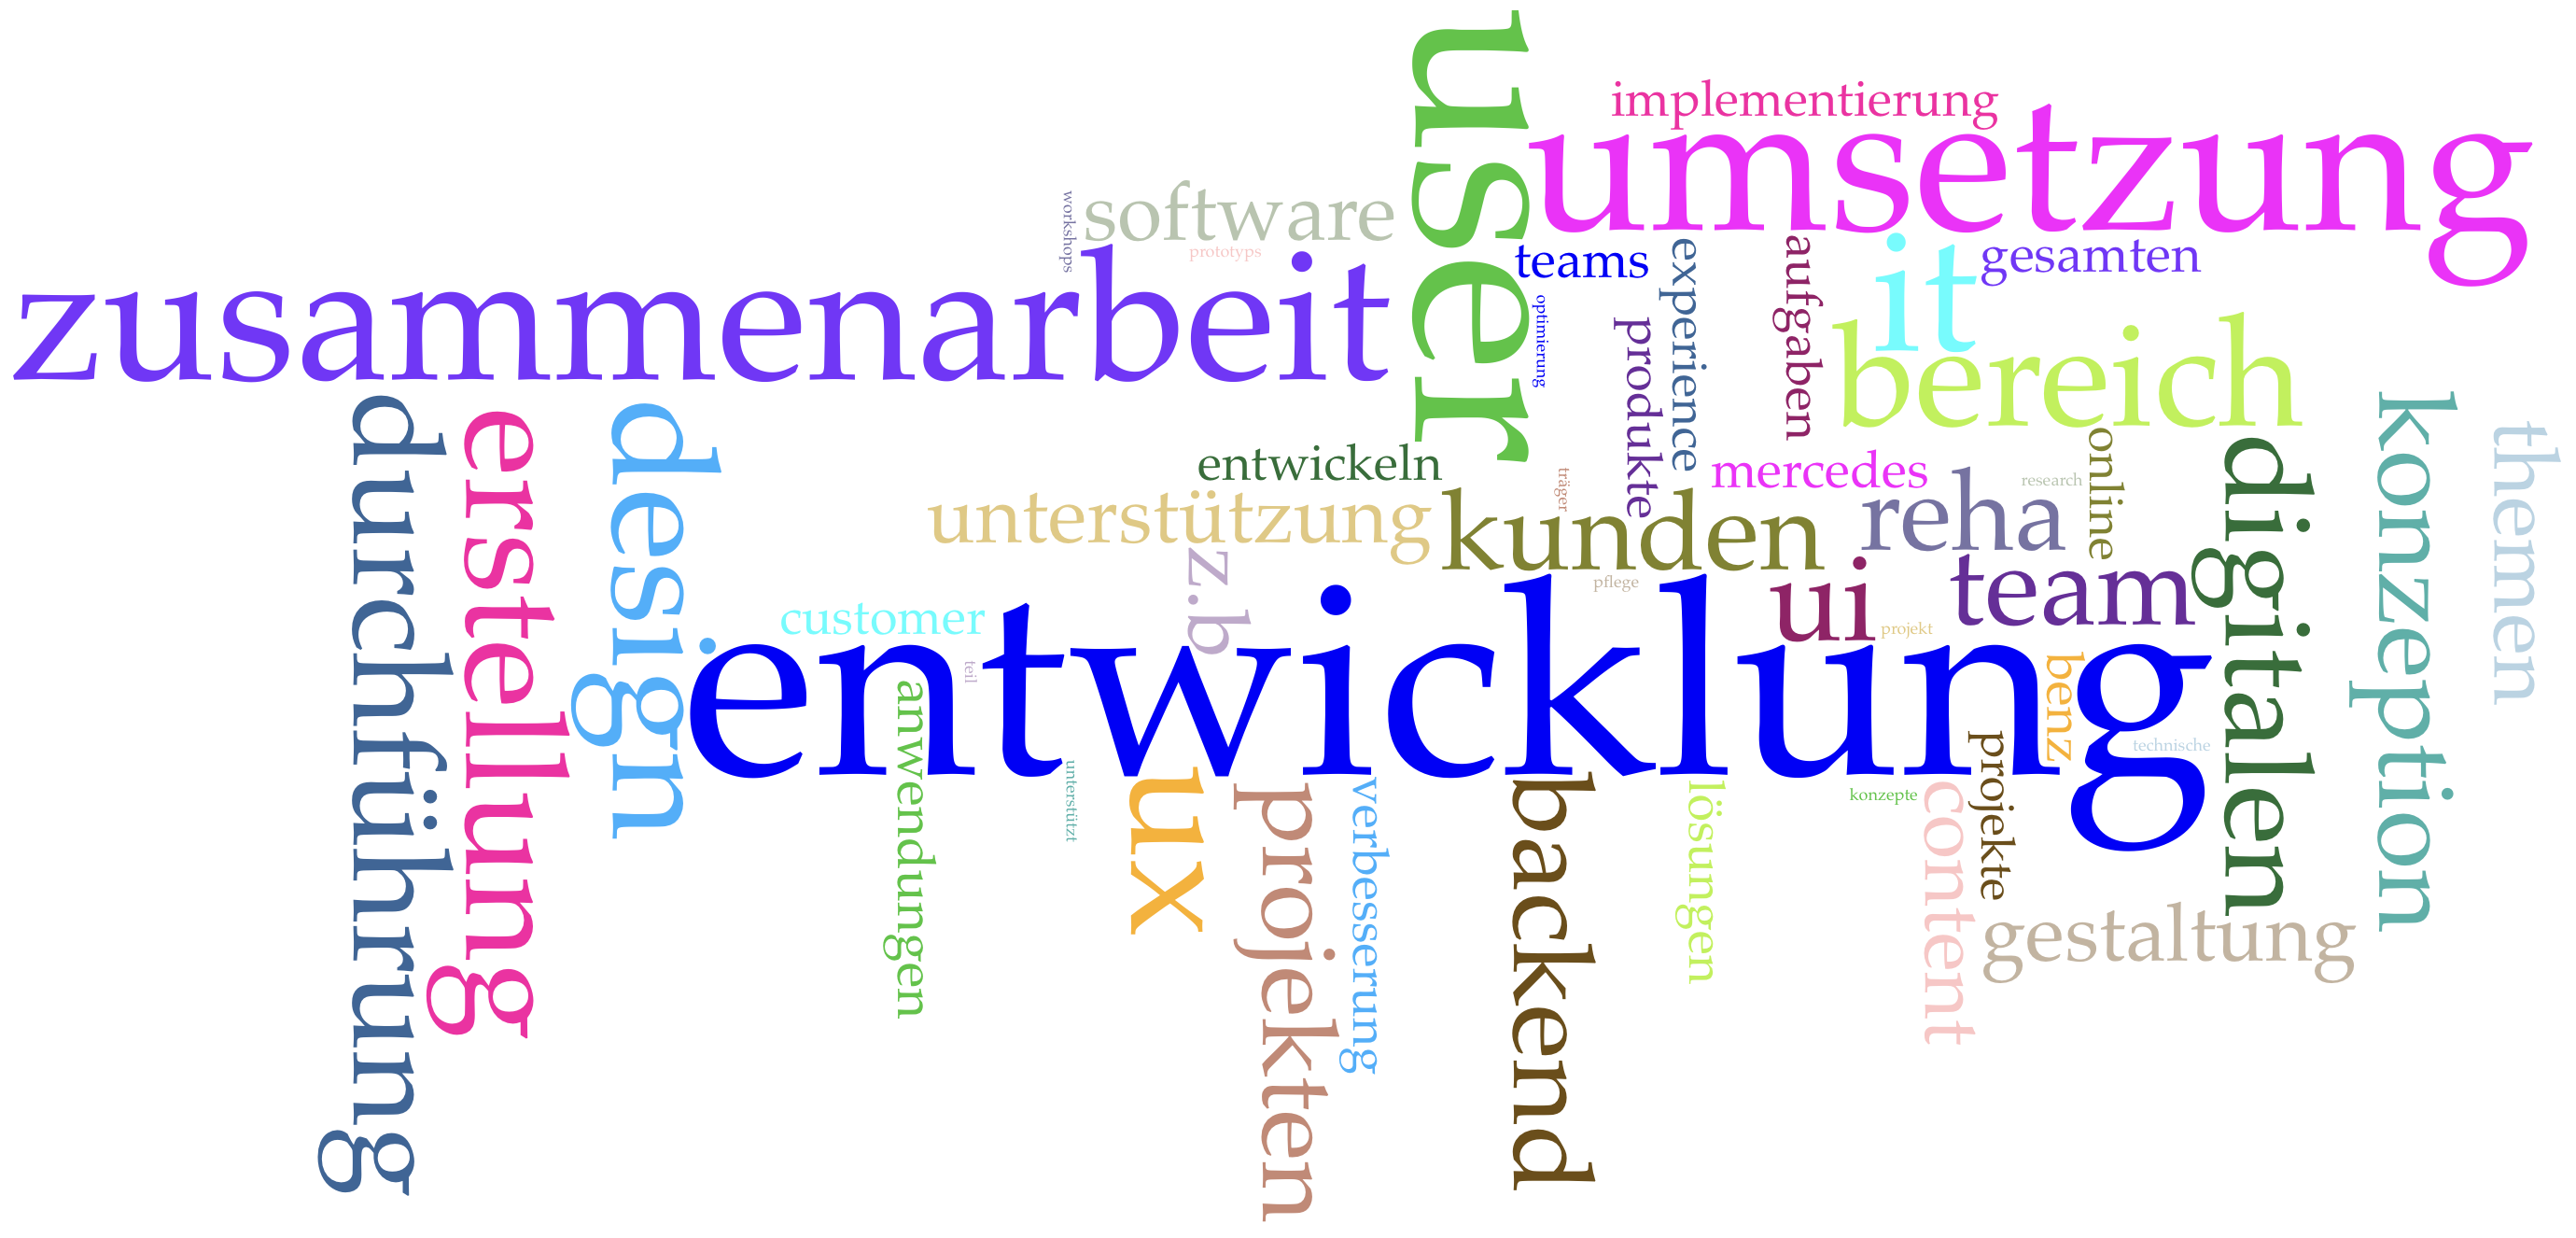 user
implementierung
umsetzung
workshops
software
prototyps
zusammenarbeit
teams
experience
aufgaben
it
gesamten
optimierung
produkte
bereich
durchführung
erstellung
design
entwickeln
träger
mercedes
online
research
konzeption
themen
unterstützung
kunden
reha
digitalen
z.b
pflege
team
customer
ui
projekt
entwicklung
teil
benz
technische
anwendungen
unterstützt
ux
projekten
verbesserung
backend
lösungen
konzepte
content
projekte
gestaltung